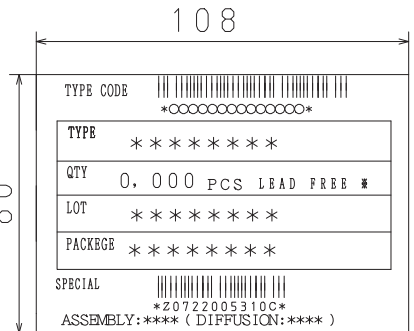 108
TYPE CODE
*OOOOOOOOOOOOOO*
TYPE ********
QTY 0,000 PCS LEAD FREE *
LOT ********
PACKEGE ********
SPECIAL
*Z0722005310C*
ASSEMBLY:**** ( DIFFUSION:**** )